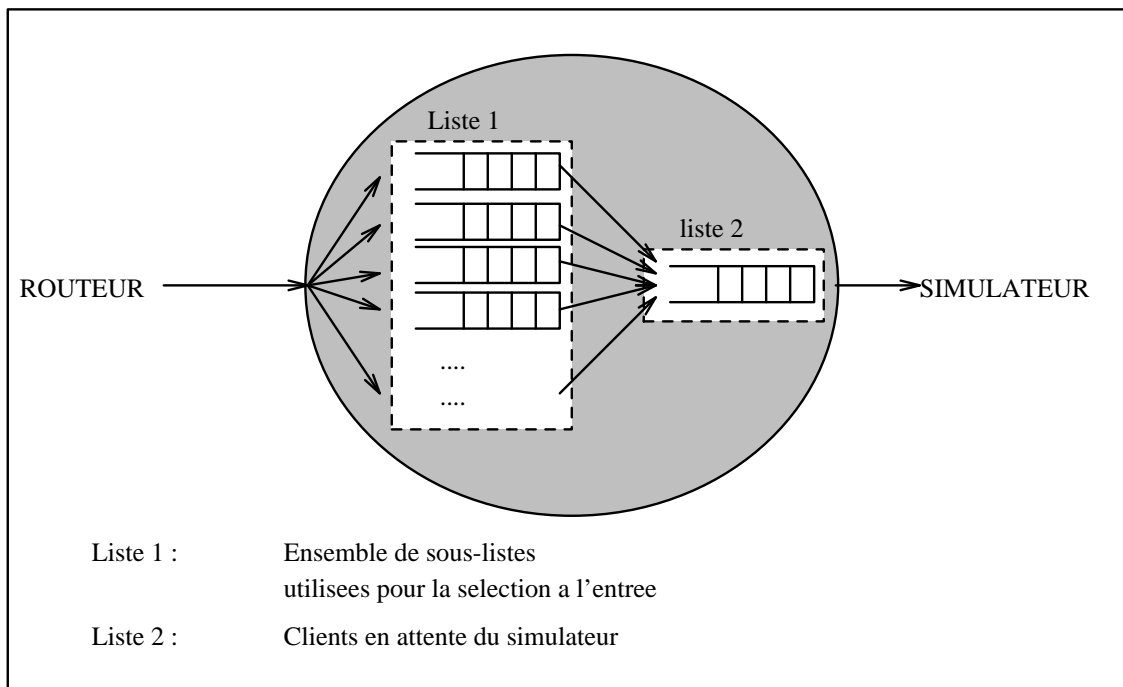 Liste 1
liste 2
ROUTEUR
SIMULATEUR
....
....
Liste 1 : Ensemble de sous-listes
utilisees pour la selection a l'entree
Liste 2 : Clients en attente du simulateur